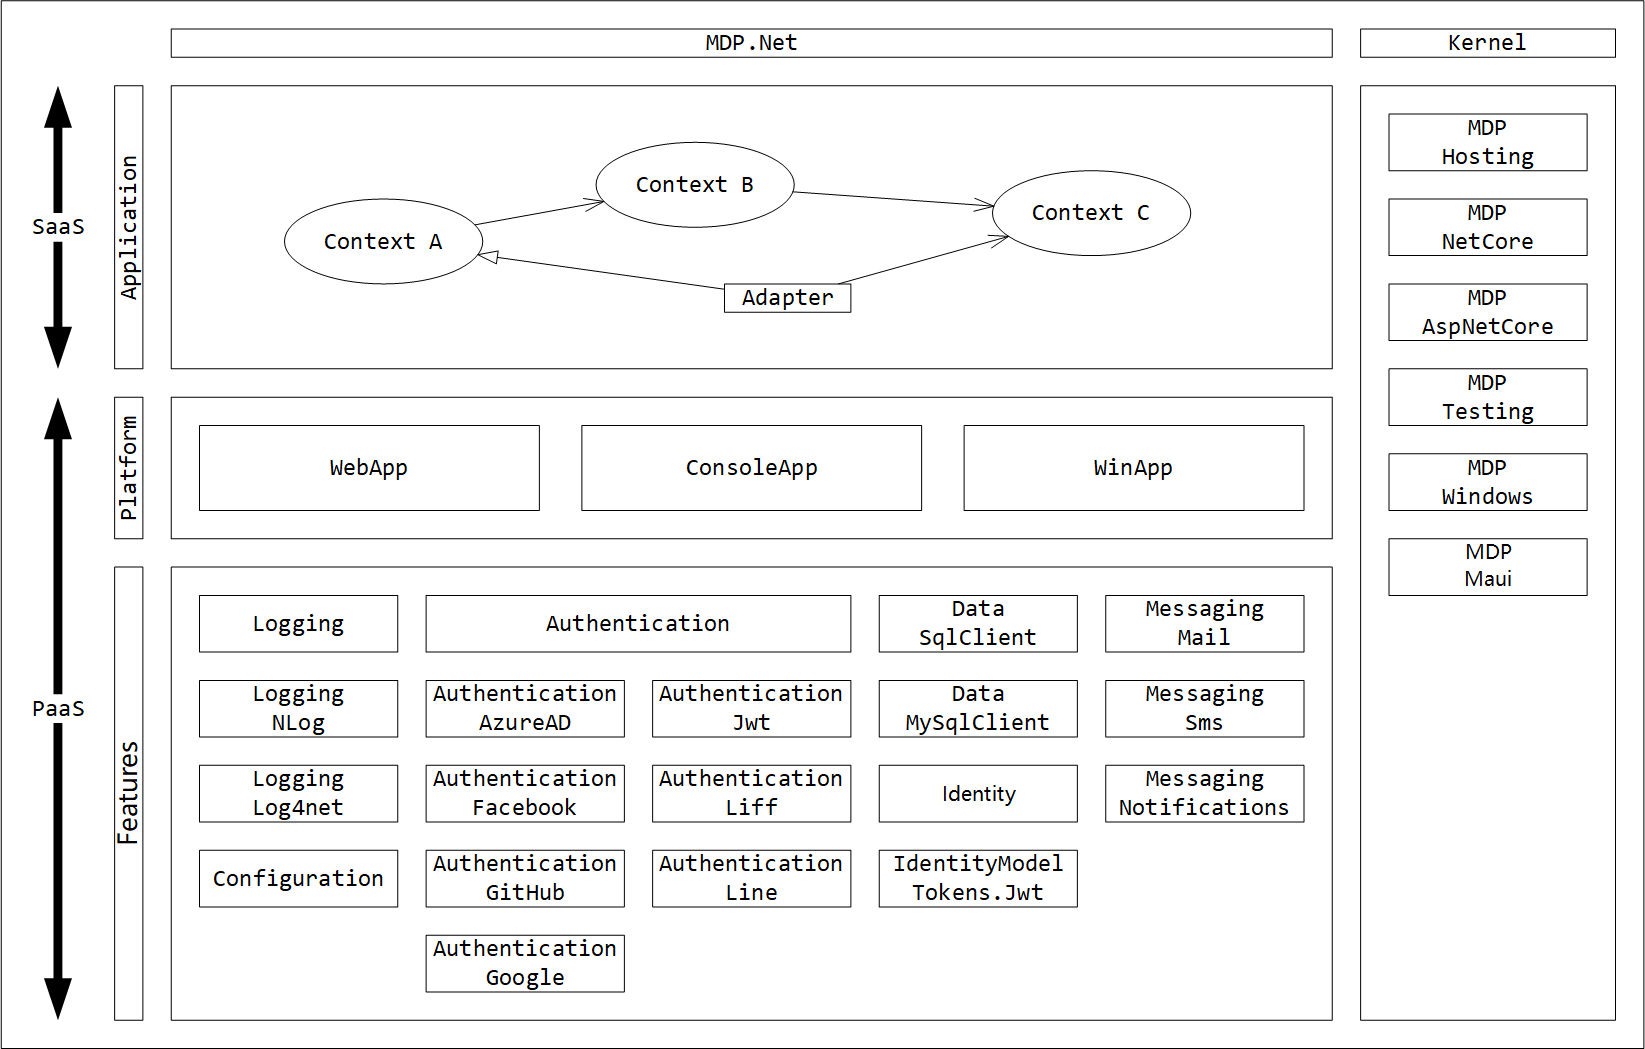 MDP.Net
Kernel
SaaS
Application
Context A
Context B
Context C
Adapter
PaaS
Platform
WebApp
ConsoleApp
WinApp
Features
Logging
Authentication
Data
SqlClient
Messaging
Mail
Logging
NLog
Authentication
AzureAD
Authentication
Jwt
Data
MySqlClient
Messaging
Sms
Logging
Log4net
Authentication
Facebook
Authentication
Liff
Identity
Messaging
Notifications
Configuration
Authentication
GitHub
Authentication
Line
IdentityModel
Tokens.Jwt
Authentication
Google
MDP
Hosting
MDP
NetCore
MDP
AspNetCore
MDP
Testing
MDP
Windows
MDP
Maui